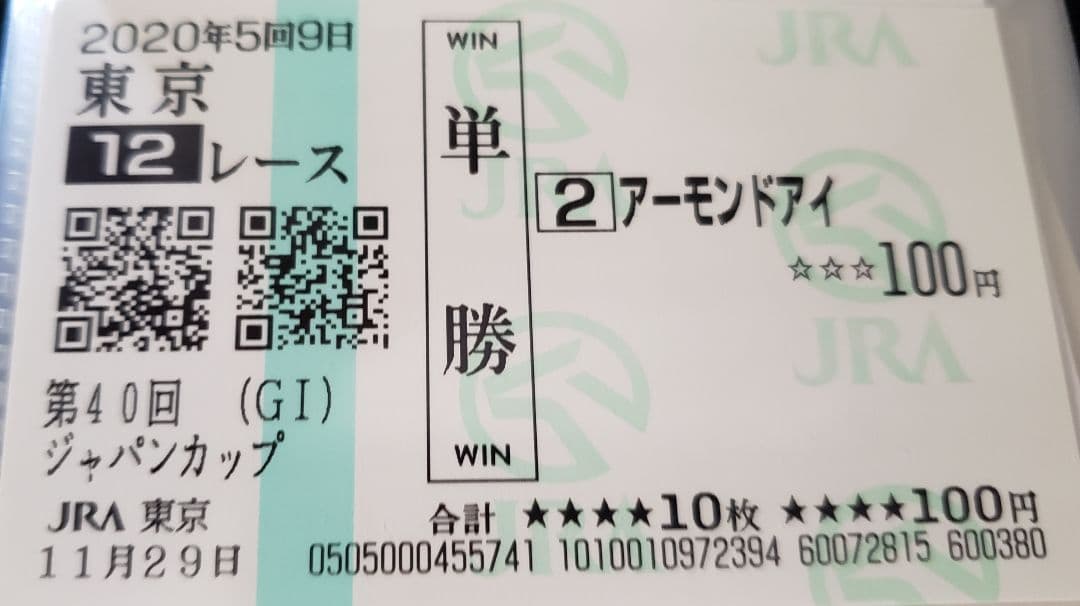 2020年5回9日
東京
12レース
第40回 (GI)
ジャパンカップ
JRA 東京
11月29日
WIN
単勝
WIN
2 アーモンドアイ
☆☆☆100円
合計 ★★★★10枚 ★★★★100円
0505000455741 1010010972394 60072815 600380
JRA
JRA